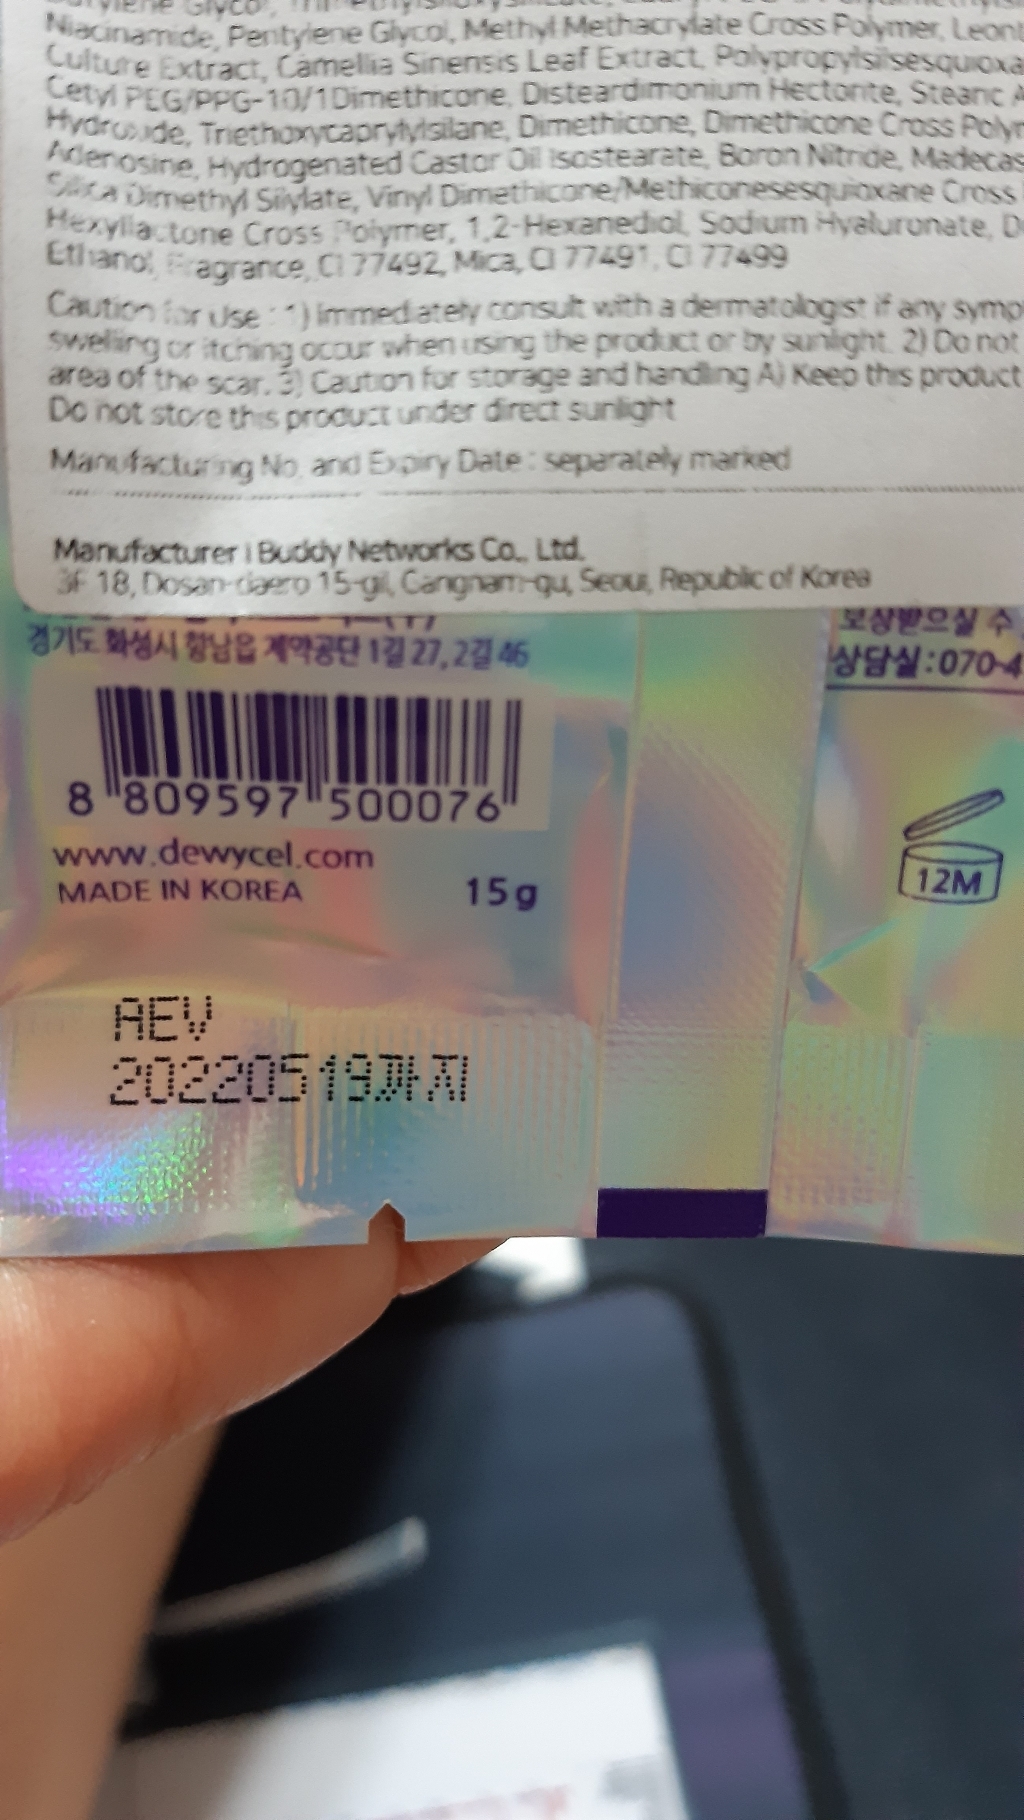 Niacinamide, Pentylene Glycol, Methyl Methacrylate Cross Polymer,
Culture Extract, Camellia Sinensis Leaf Extract,
Cetyl PEG/PPG-10/1Dimethicone, Disteardimonium Hectorite,
Triethoxycaprylylsilane, Dimethicone, Dimethicone Cross
Adenosine, Hydrogenated Castor Oil Isostearate, Boron Nitride,
Silica Dimethyl Silylate, Vinyl Dimethicone/Methiconesesquioxane Cross
Hexyllactone Cross Polymer, 1,2-Hexanediol, Sodium Hyaluronate,
Ethanol, Fragrance, CI 77492, Mica, CI 77491, CI 77499
Caution for Use : 1) Immediately consult with a dermatologist if any
swelling or itching occur when using the product or by sunlight. 2) Do not
area of the scar. 3) Caution for storage and handling A) Keep this product
Do not store this product under direct sunlight
Manufacturing No. and Expiry Date : separately marked
Manufacturer | Buddy Networks Co., Ltd.
3F 18, Dosan-daero 15-gil, Gangnam-gu, Seoul, Republic of Korea
경기도 화성시 향남읍 제약공단 1길 27, 2길 46
보상받으실 수
상담실 : 070-4
8 809597 500076
www.dewycel.com
MADE IN KOREA 15g
12M
AEV
20220519까지